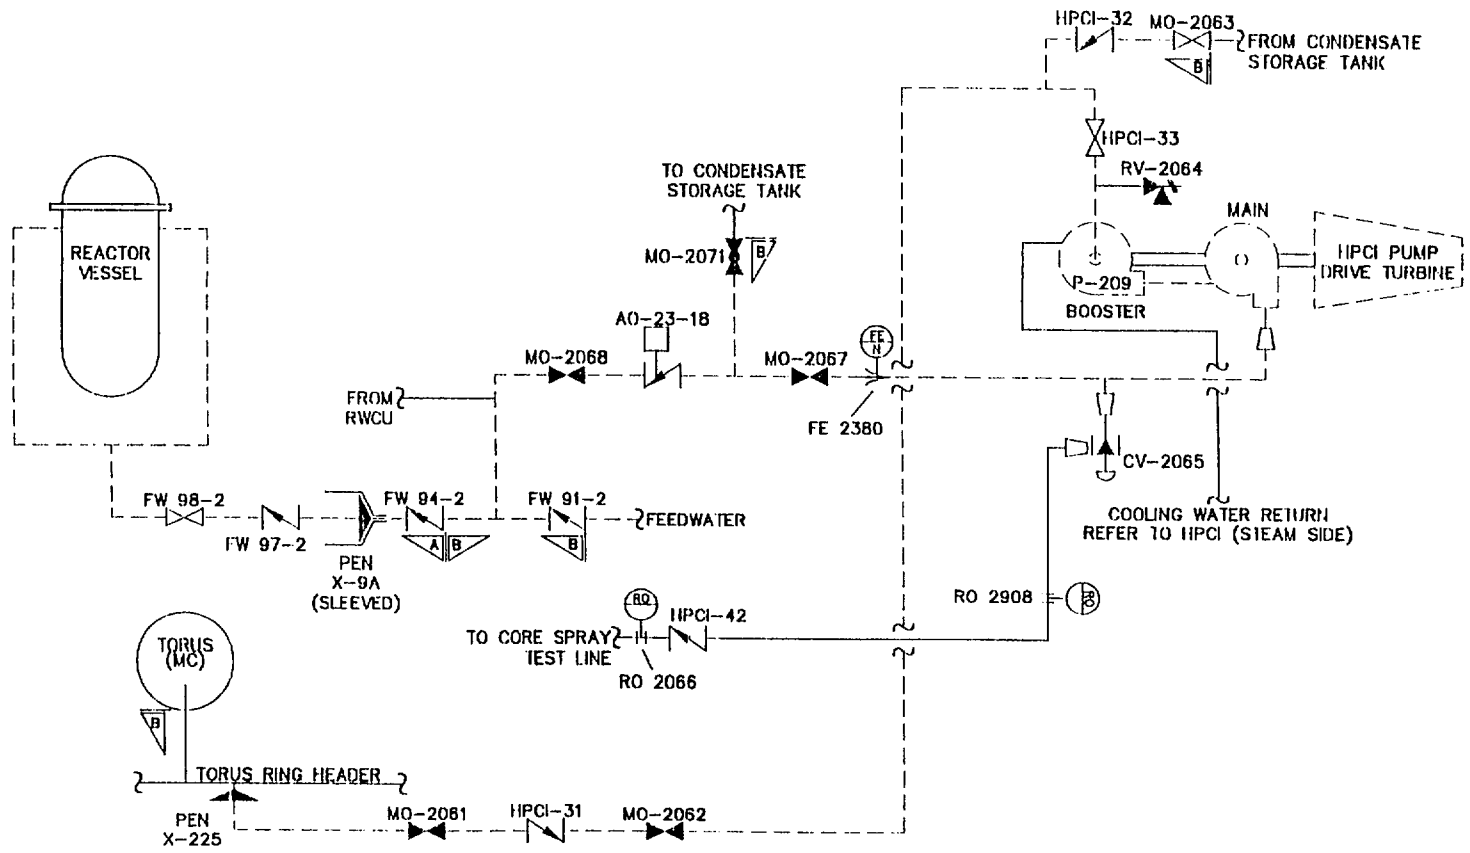 HPCI-32
MO-2063
FROM CONDENSATE
STORAGE TANK
B
HPCI-33
RV-2064
TO CONDENSATE
STORAGE TANK
MO-2071
B
MAIN
HPCI PUMP
DRIVE TURBINE
P-209
BOOSTER
REACTOR
VESSEL
AO-23-18
MO-2068
MO-2067
FE
N
FE 2380
FROM
RWCU
CV-2065
COOLING WATER RETURN
REFER TO HPCI (STEAM SIDE)
FW 98-2
FW 97-2
FW 94-2
FW 91-2
FEEDWATER
A
B
B
PEN
X-9A
(SLEEVED)
RO 2908
RO
RO
HPCI-42
TO CORE SPRAY
TEST LINE
RO 2066
TORUS
(MC)
B
TORUS RING HEADER
PEN
X-225
MO-2061
HPCI-31
MO-2062